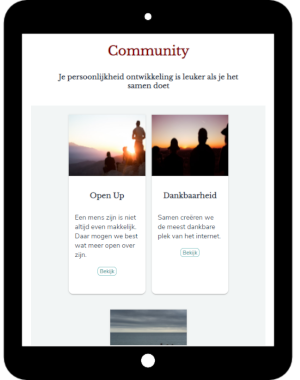 Community
Je persoonlijkheid ontwikkeling is leuker als je het
samen doet
Open Up
Een mens zijn is niet
altijd even makkelijk.
Daar mogen we best
wat meer open over
zijn.
Bekijk
Dankbaarheid
Samen creëren we
de meest dankbare
plek van het internet.
Bekijk